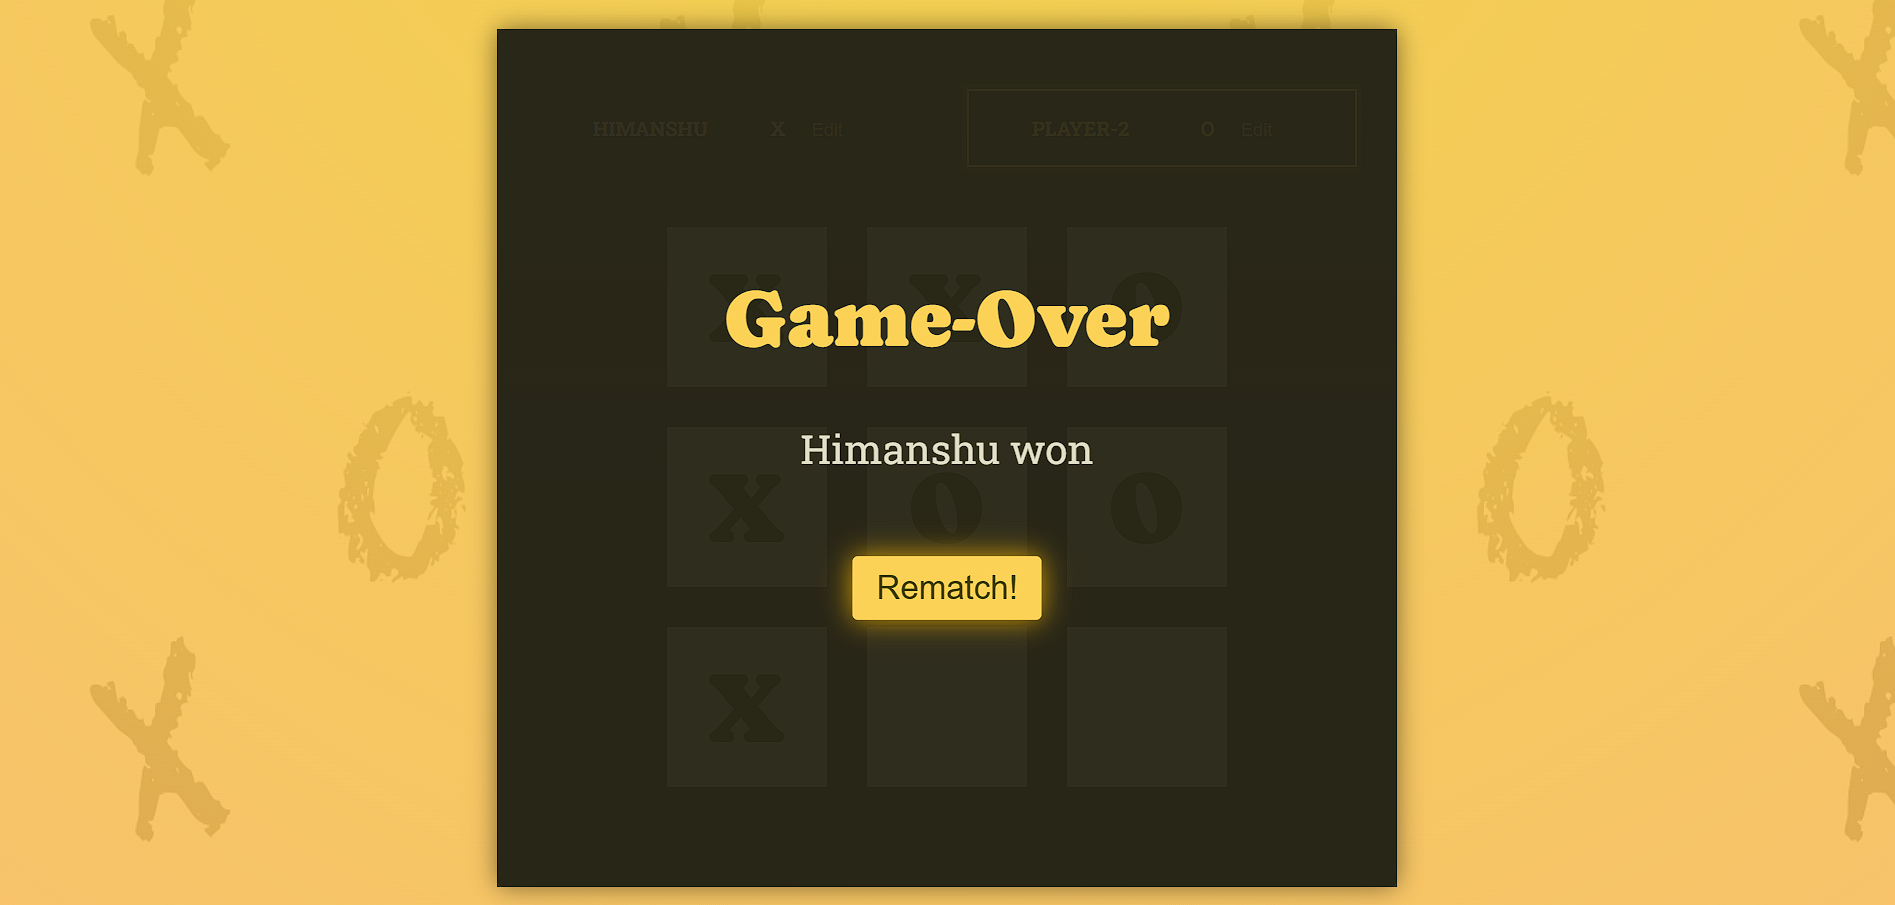 HIMANSHU X Edit PLAYER-2 O Edit
X X O
Game-Over
Himanshu won
X O O
Rematch!
X